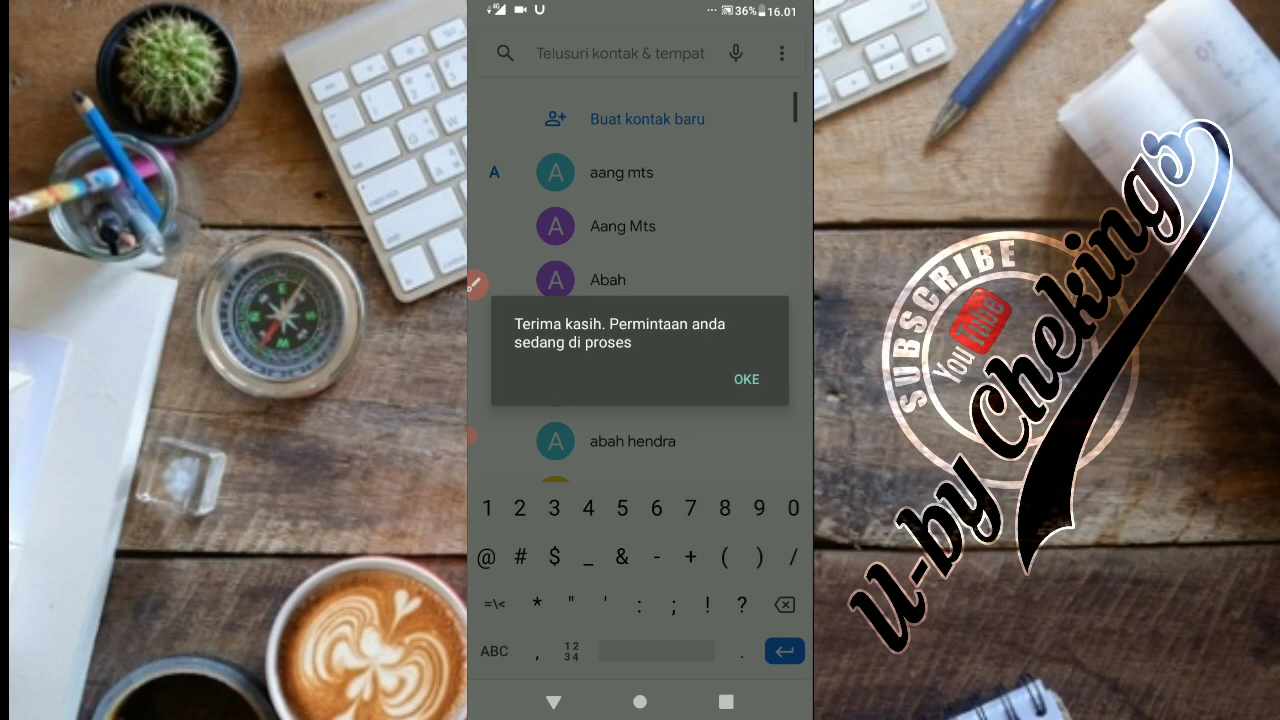 4G
36% 16.01
Telusuri kontak & tempat
Buat kontak baru
A
A
aang mts
A
Aang Mts
A
Abah
Terima kasih. Permintaan anda
sedang di proses
OKE
abah hendra
1 2 3 4 5 6 7 8 9 0
@ # $ _ & - + ( ) /
=\< * " ' : ; ! ?
ABC , 12 34 .
SUBSCRIBE
YouTube
U-by Chekings